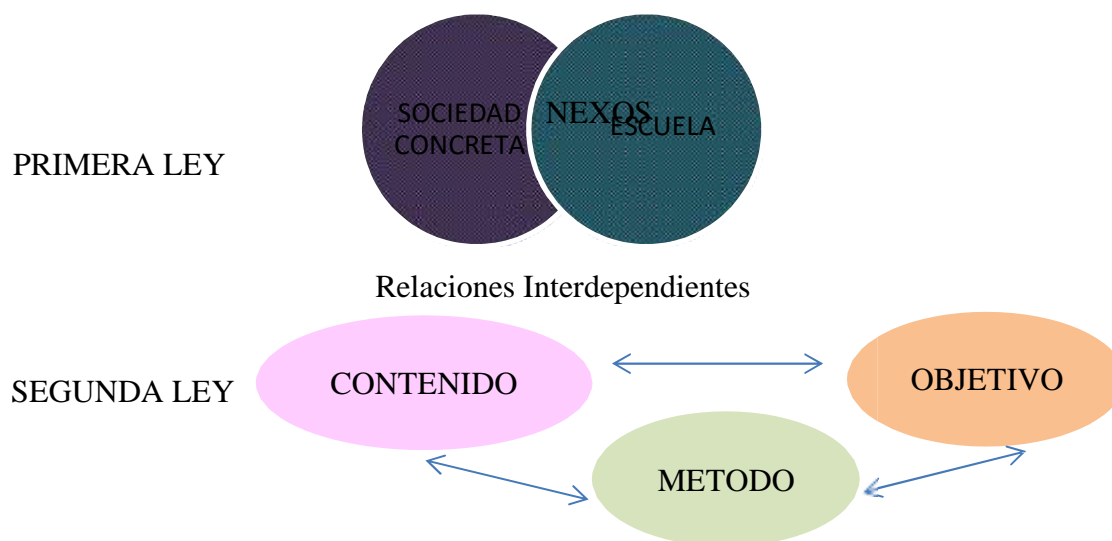 PRIMERA LEY
SOCIEDAD
CONCRETA
NEXOS
ESCUELA
Relaciones Interdependientes
SEGUNDA LEY
CONTENIDO
OBJETIVO
METODO